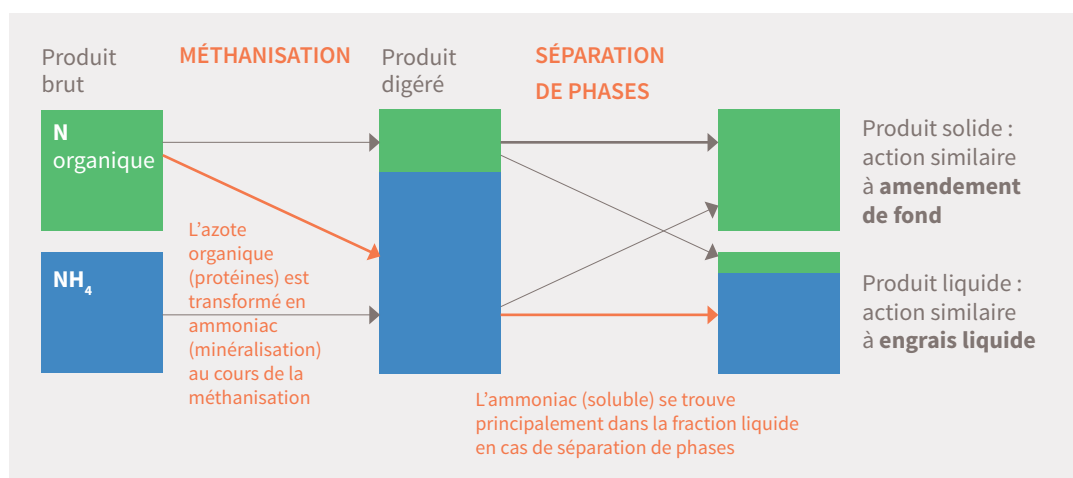 Produit
brut
MÉTHANISATION
Produit
digéré
SÉPARATION
DE PHASES
N
organique
NH4
L'azote
organique
(protéines) est
transformé en
ammoniac
(minéralisation)
au cours de la
méthanisation
Produit solide :
action similaire
à amendement
de fond
Produit liquide :
action similaire
à engrais liquide
L'ammoniac (soluble) se trouve
principalement dans la fraction liquide
en cas de séparation de phases